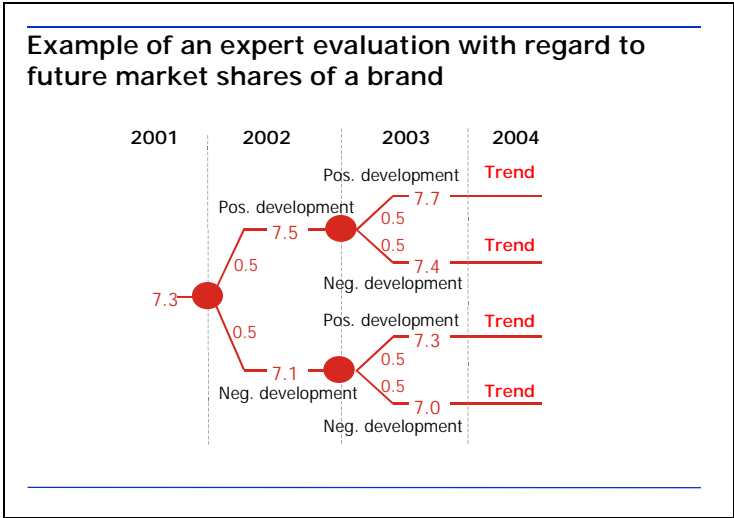 Example of an expert evaluation with regard to
future market shares of a brand
2001 2002 2003 2004
Pos. development Trend
7.7
Pos. development
0.5
7.5
0.5 Trend
0.5
7.4
Neg. development
7.3
Pos. development Trend
0.5
7.3
0.5
7.1
0.5 Trend
Neg. development
7.0
Neg. development